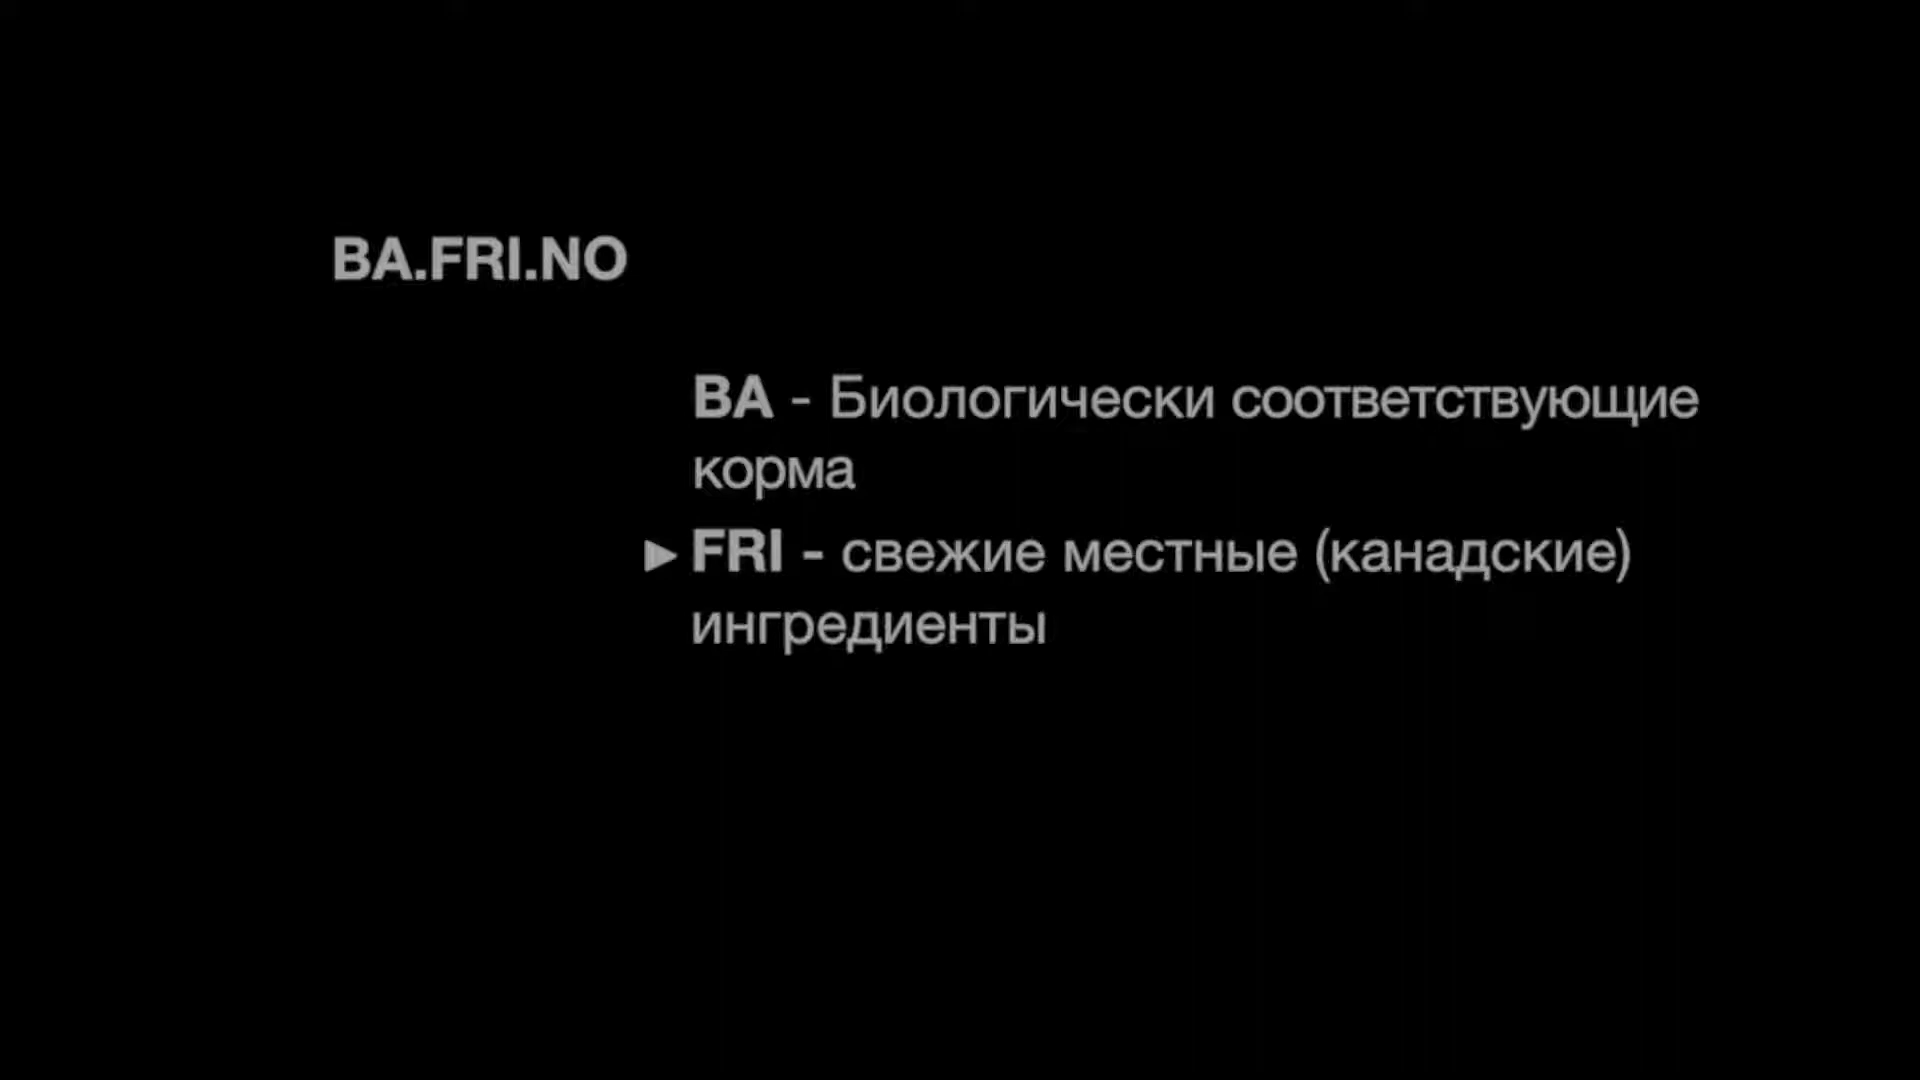 BA.FRI.NO
BA - Биологически соответствующие
корма
▶ FRI - свежие местные (канадские)
ингредиенты